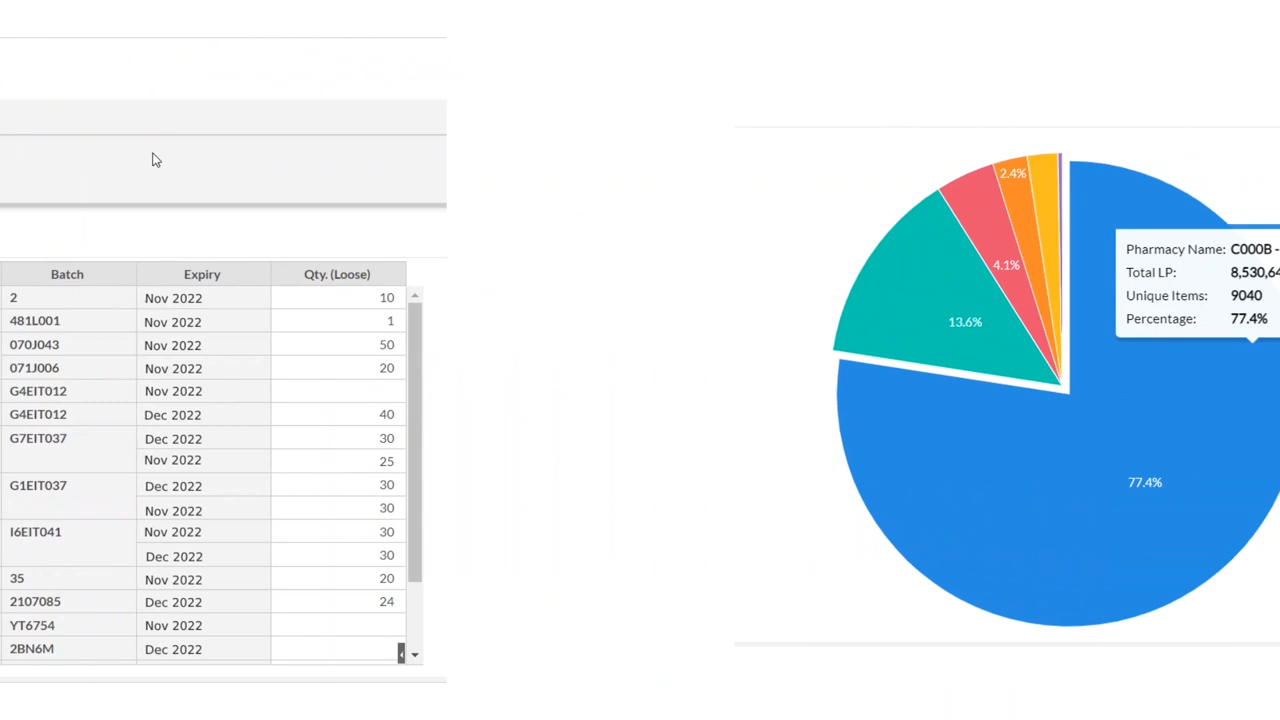 Batch Expiry Qty. (Loose)
2 Nov 2022 10
481L001 Nov 2022 1
070J043 Nov 2022 50
071J006 Nov 2022 20
G4EIT012 Nov 2022
G4EIT012 Dec 2022 40
G7EIT037 Dec 2022 30
Nov 2022 25
G1EIT037 Dec 2022 30
Nov 2022 30
I6EIT041 Nov 2022 30
Dec 2022 30
35 Nov 2022 20
2107085 Dec 2022 24
YT6754 Nov 2022
2BN6M Dec 2022
2.4%
4.1%
13.6%
77.4%
Pharmacy Name: C000B -
Total LP: 8,530,64
Unique Items: 9040
Percentage: 77.4%